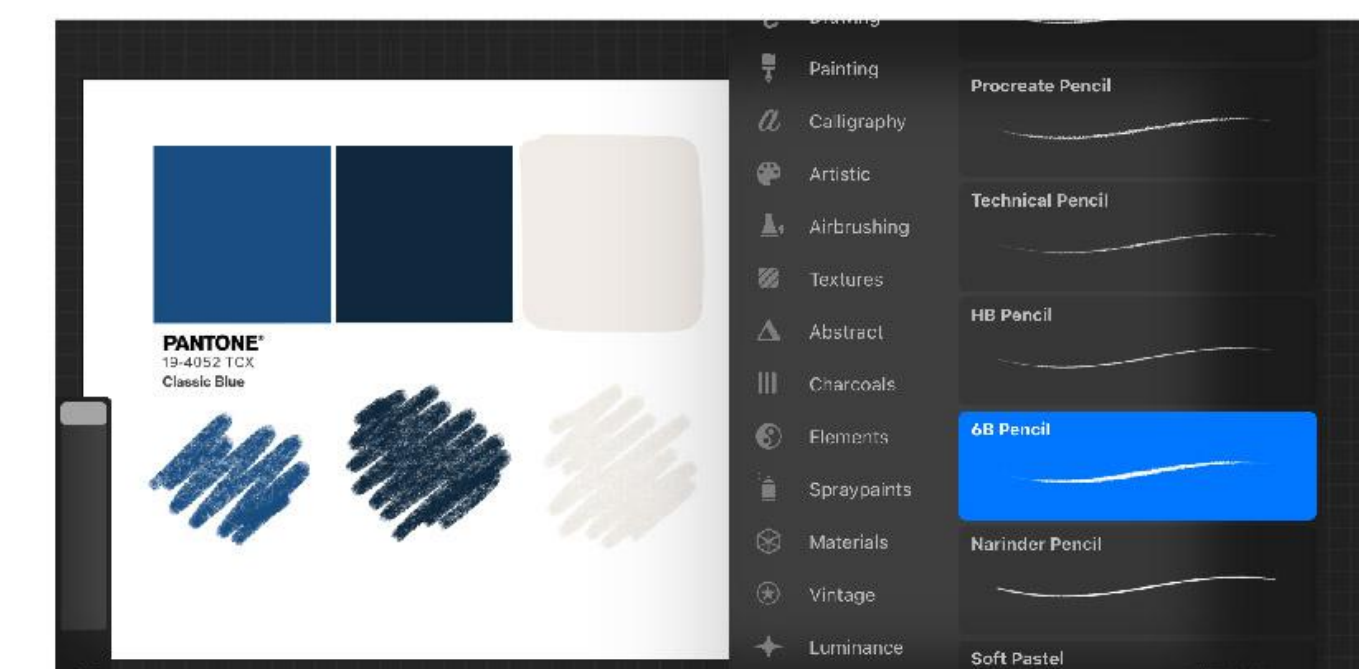 PANTONE®
19-4052 TCX
Classic Blue
Drawing
Painting
Calligraphy
Artistic
Airbrushing
Textures
Abstract
Charcoals
Elements
Spraypaints
Materials
Vintage
Luminance
Procreate Pencil
Technical Pencil
HB Pencil
6B Pencil
Narinder Pencil
Soft Pastel